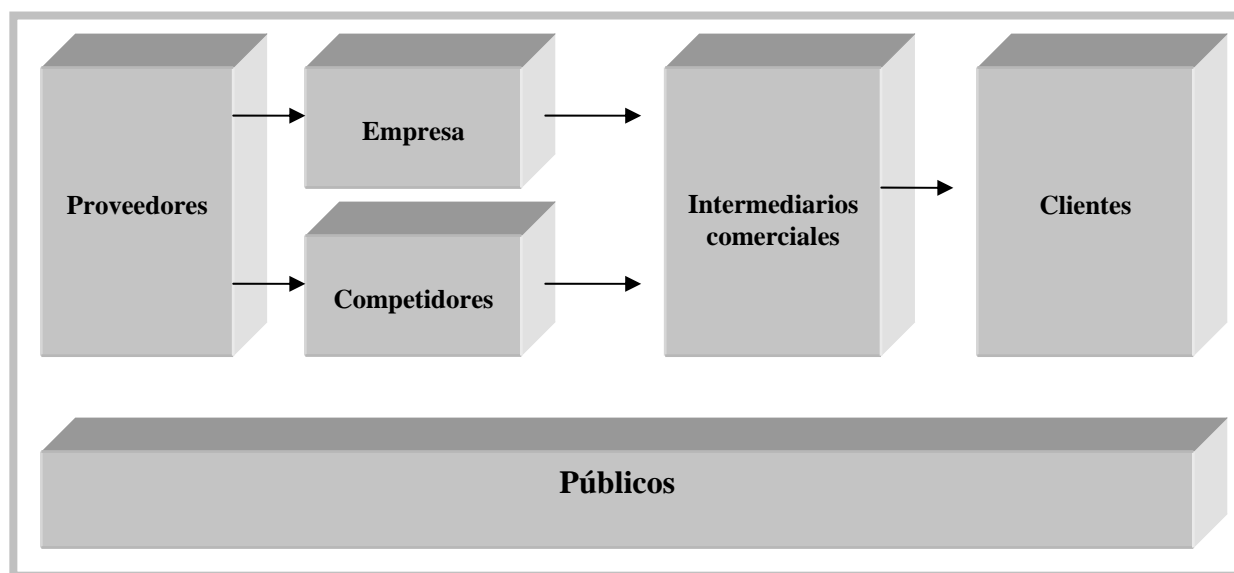 Proveedores
Empresa
Competidores
Intermediarios
comerciales
Clientes
Públicos